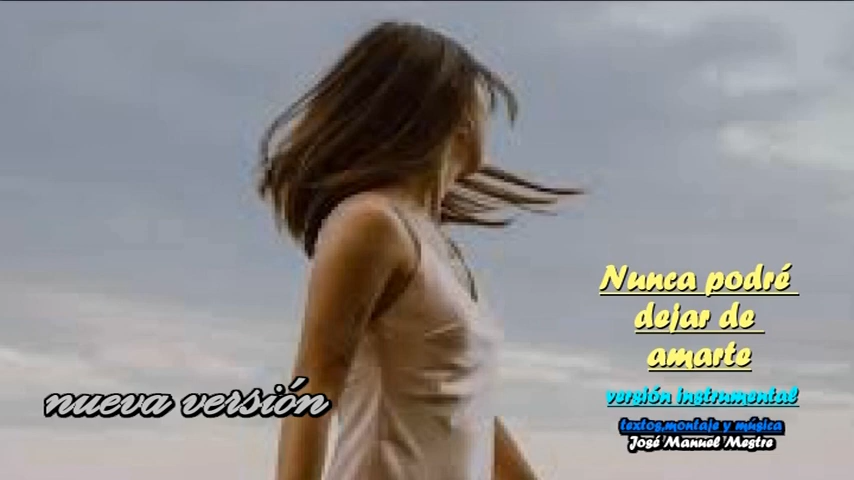 nueva versión
Nunca podré
dejar de
amarte
versión instrumental
textos,montaje y música
José Manuel Mestre